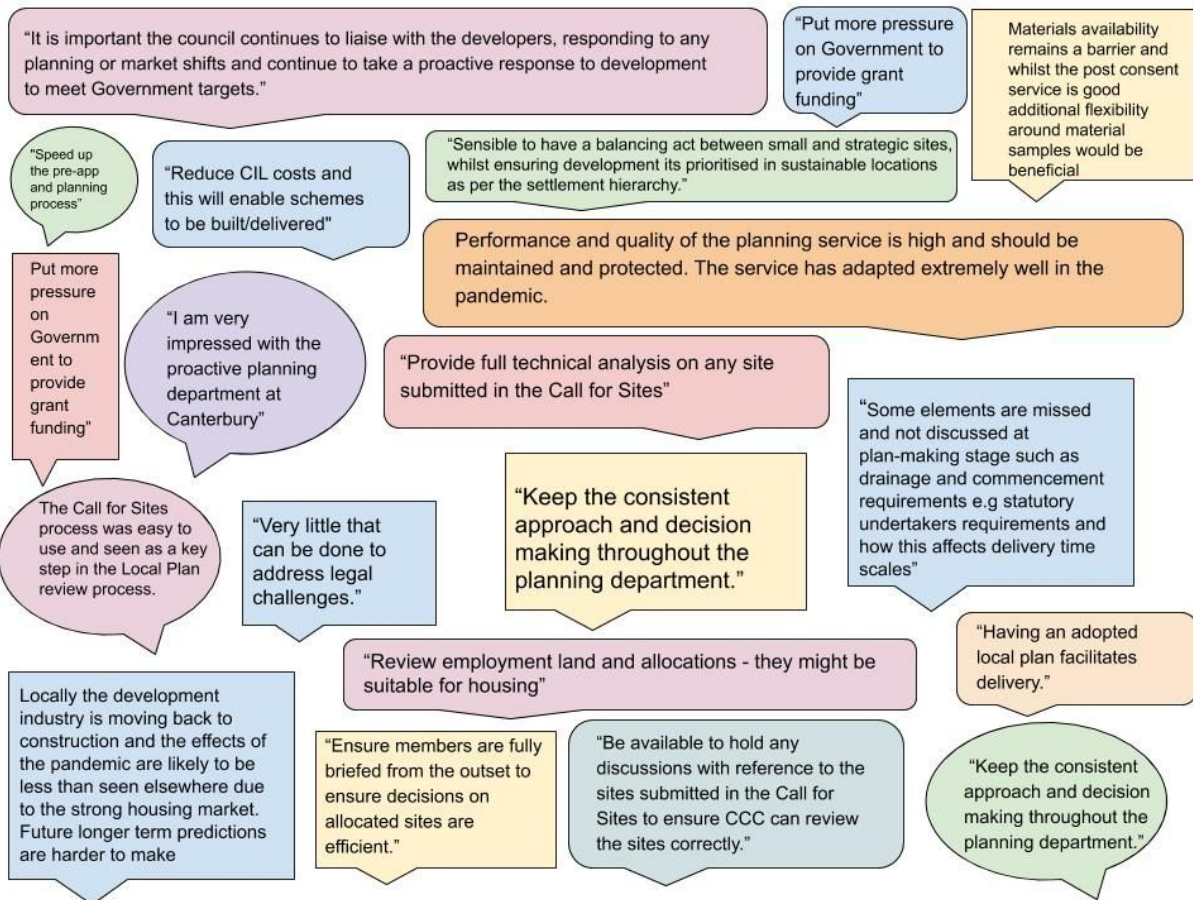 “It is important the council continues to liaise with the developers, responding to any
planning or market shifts and continue to take a proactive response to development
to meet Government targets.”
“Put more pressure
on Government to
provide grant
funding”
Materials availability
remains a barrier and
whilst the post consent
service is good
additional flexibility
around material
samples would be
beneficial
"Speed up
the pre-app
and planning
process”
“Reduce CIL costs and
this will enable schemes
to be built/delivered"
“Sensible to have a balancing act between small and strategic sites,
whilst ensuring development its prioritised in sustainable locations
as per the settlement hierarchy.”
Performance and quality of the planning service is high and should be
maintained and protected. The service has adapted extremely well in the
pandemic.
Put more
pressure
on
Governm
ent to
provide
grant
funding”
“I am very
impressed with the
proactive planning
department at
Canterbury”
“Provide full technical analysis on any site
submitted in the Call for Sites”
“Some elements are missed
and not discussed at
plan-making stage such as
drainage and commencement
requirements e.g statutory
undertakers requirements and
how this affects delivery time
scales”
The Call for Sites
process was easy to
use and seen as a key
step in the Local Plan
review process.
“Very little that
can be done to
address legal
challenges.”
“Keep the consistent
approach and decision
making throughout the
planning department.”
“Having an adopted
local plan facilitates
delivery.”
“Review employment land and allocations - they might be
suitable for housing”
Locally the development
industry is moving back to
construction and the effects of
the pandemic are likely to be
less than seen elsewhere due
to the strong housing market.
Future longer term predictions
are harder to make
“Ensure members are fully
briefed from the outset to
ensure decisions on
allocated sites are
efficient.”
“Be available to hold any
discussions with reference to the
sites submitted in the Call for
Sites to ensure CCC can review
the sites correctly.”
“Keep the consistent
approach and decision
making throughout the
planning department.”